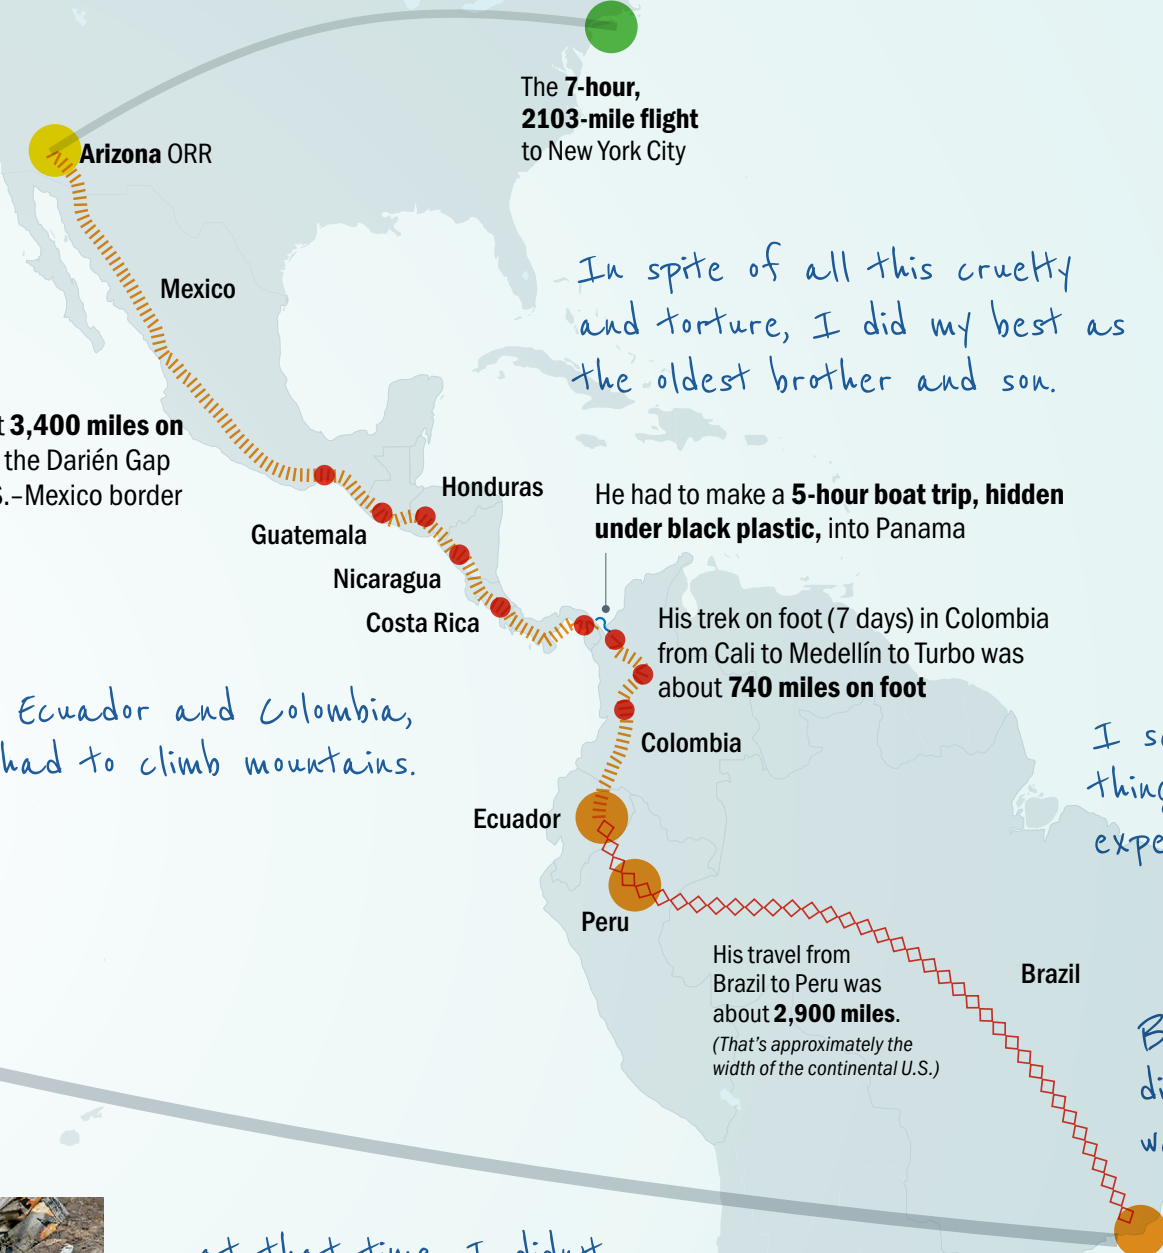 The 7-hour,
2103-mile flight
to New York City
Arizona ORR
Mexico
In spite of all this cruelty
and torture, I did my best as
the oldest brother and son.
3,400 miles on
the Darién Gap
–Mexico border
Honduras
He had to make a 5-hour boat trip, hidden
under black plastic, into Panama
Guatemala
Nicaragua
Costa Rica
His trek on foot (7 days) in Colombia
from Cali to Medellín to Turbo was
about 740 miles on foot
Ecuador and Colombia,
had to climb mountains.
Colombia
I
Ecuador
Peru
His travel from
Brazil to Peru was
about 2,900 miles.
(That's approximately the
width of the continental U.S.)
Brazil
at that time, I didn't